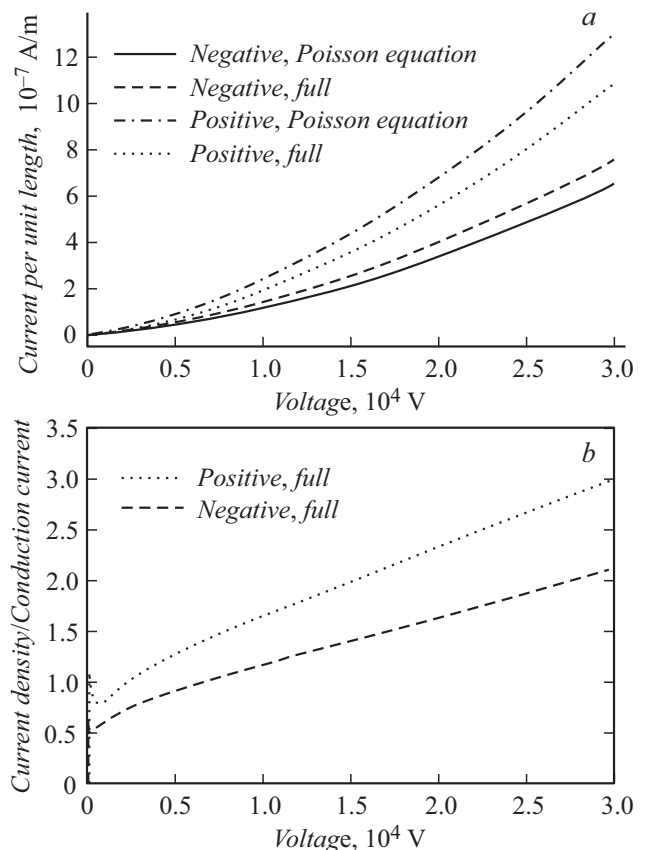 a
Current per unit length, 10⁻⁷ A/m
12
10
8
6
4
2
0
Negative, Poisson equation
Negative, full
Positive, Poisson equation
Positive, full
0 0.5 1.0 1.5 2.0 2.5 3.0
Voltage, 10⁴ V
b
Current density/Conduction current
3.5
3.0
2.5
2.0
1.5
1.0
0.5
0
Positive, full
Negative, full
0 0.5 1.0 1.5 2.0 2.5 3.0
Voltage, 10⁴ V